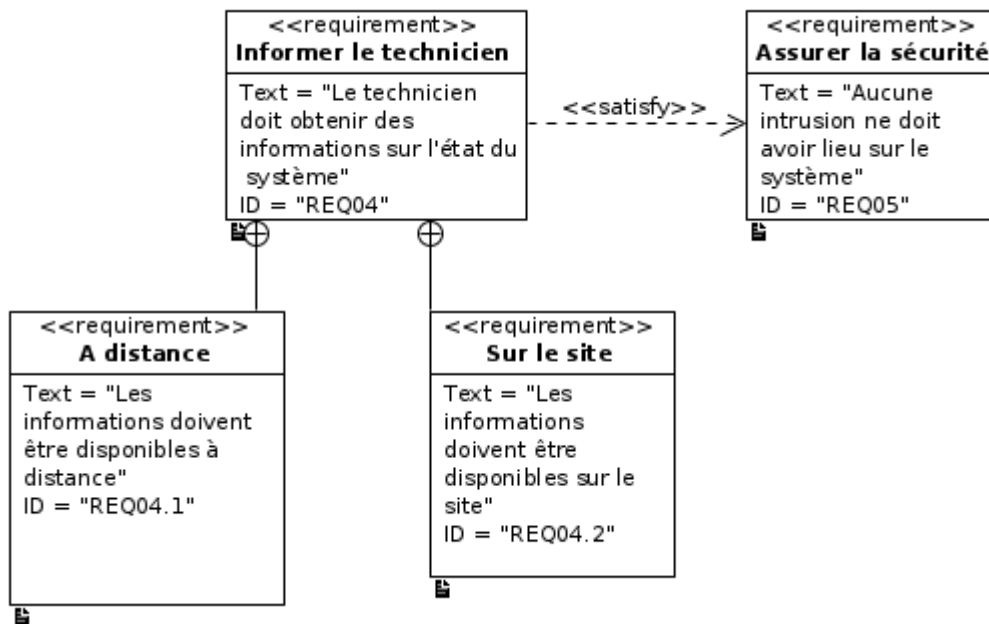 <<requirement>>
Informer le technicien
Text = "Le technicien
doit obtenir des
informations sur l'état du
système"
ID = "REQ04"
<<satisfy>>
<<requirement>>
Assurer la sécurité
Text = "Aucune
intrusion ne doit
avoir lieu sur le
système"
ID = "REQ05"
<<requirement>>
A distance
Text = "Les
informations doivent
être disponibles à
distance"
ID = "REQ04.1"
<<requirement>>
Sur le site
Text = "Les
informations
doivent être
disponibles sur le
site"
ID = "REQ04.2"